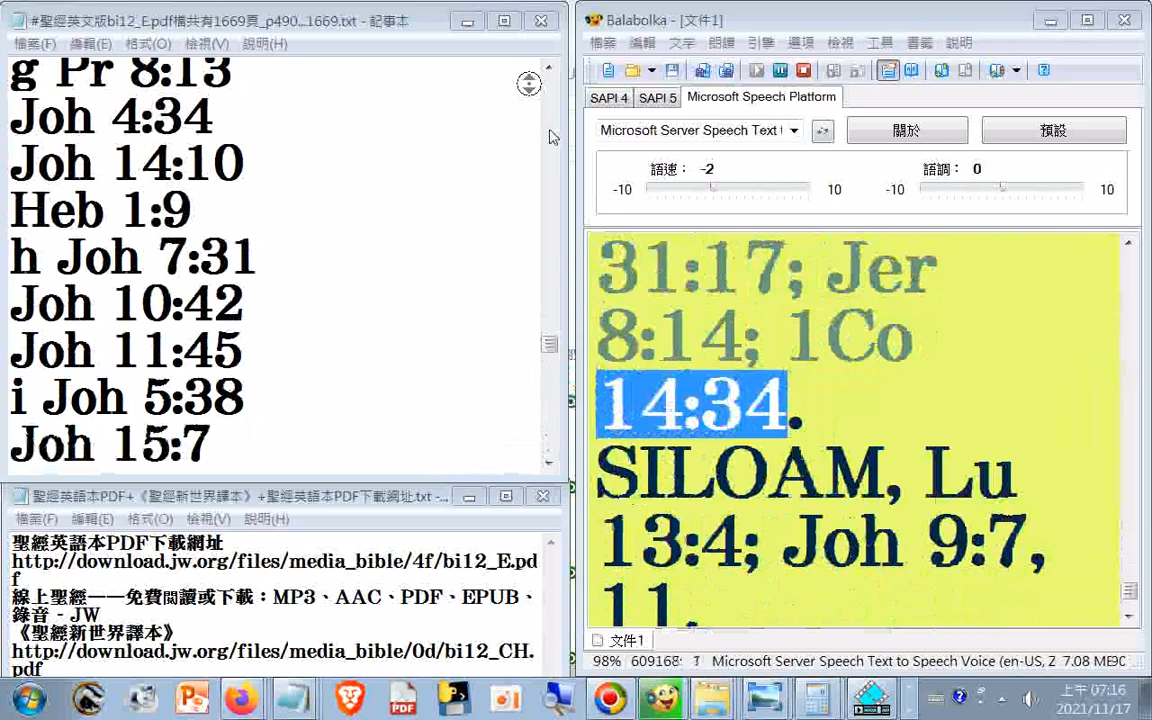 #聖經英文版bi12_E.pdf檔共有1669頁_p490...1669.txt - 記事本
檔案(F) 編輯(E) 格式(O) 檢視(V) 說明(H)
g Pr 8:13
Joh 4:34
Joh 14:10
Heb 1:9
h Joh 7:31
Joh 10:42
Joh 11:45
i Joh 5:38
Joh 15:7
聖經英語本PDF+《聖經新世界譯本》+聖經英語本PDF下載網址.txt -...
檔案(F) 編輯(E) 格式(O) 檢視(V) 說明(H)
聖經英語本PDF下載網址
http://download.jw.org/files/media_bible/4f/bi12_E.pd
f
線上聖經——免費閱讀或下載：MP3、AAC、PDF、EPUB、
錄音 - JW
《聖經新世界譯本》
http://download.jw.org/files/media_bible/0d/bi12_CH.
pdf
Balabolka - [文件1]
檔案 編輯 文字 朗讀 引擎 選項 檢視 工具 書籤 說明
SAPI 4 SAPI 5 Microsoft Speech Platform
Microsoft Server Speech Text 關於 預設
語速： -2 語調： 0
-10 10 -10 10
31:17; Jer
8:14; 1Co
14:34.
SILOAM, Lu
13:4; Joh 9:7,
11.
文件1
98% 609168 Microsoft Server Speech Text to Speech Voice (en-US, Z 7.08 MB
PDF
上午 07:16
2021/11/17